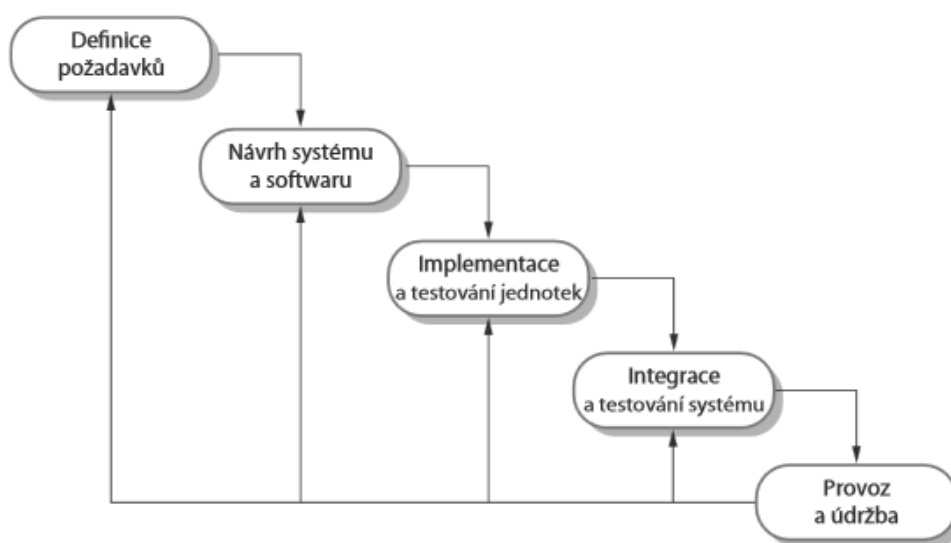 Definice
požadavků
Návrh systému
a softwaru
Implementace
a testování jednotek
Integrace
a testování systému
Provoz
a údržba